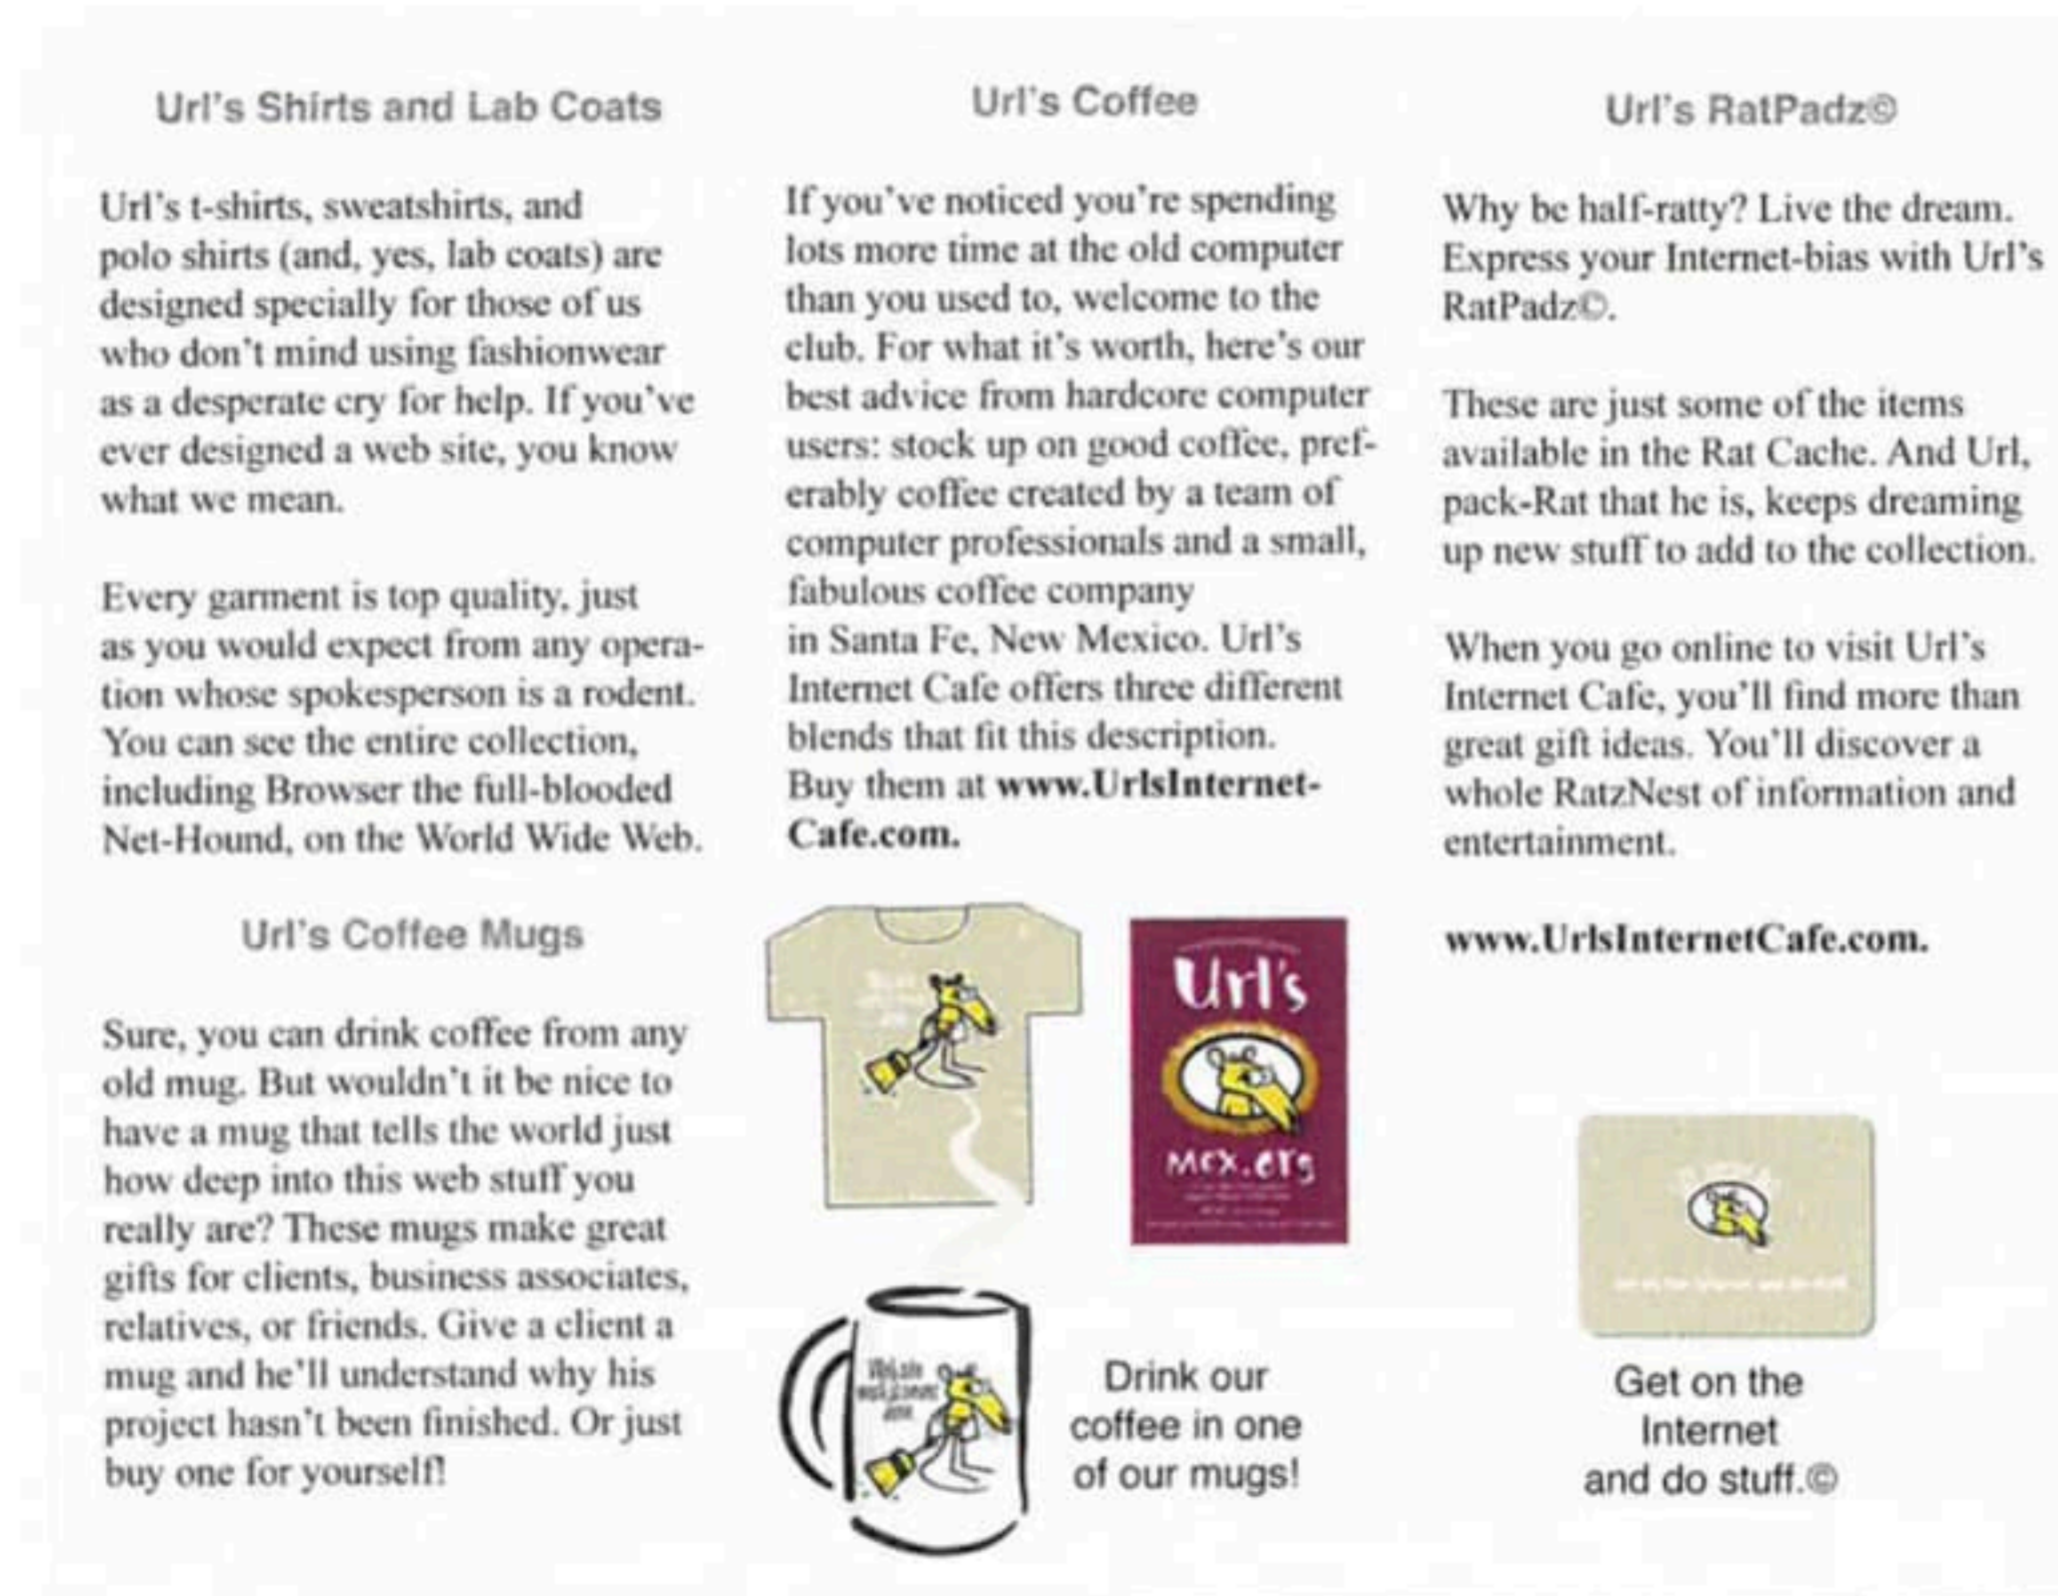 Url's Shirts and Lab Coats
Url's t-shirts, sweatshirts, and
polo shirts (and, yes, lab coats) are
designed specially for those of us
who don't mind using fashionwear
as a desperate cry for help. If you've
ever designed a web site, you know
what we mean.
Every garment is top quality, just
as you would expect from any opera-
tion whose spokesperson is a rodent.
You can see the entire collection,
including Browser the full-blooded
Net-Hound, on the World Wide Web.
Url's Coffee Mugs
Sure, you can drink coffee from any
old mug. But wouldn't it be nice to
have a mug that tells the world just
how deep into this web stuff you
really are? These mugs make great
gifts for clients, business associates,
relatives, or friends. Give a client a
mug and he'll understand why his
project hasn't been finished. Or just
buy one for yourself!
Url's Coffee
If you've noticed you're spending
lots more time at the old computer
than you used to, welcome to the
club. For what it's worth, here's our
best advice from hardcore computer
users: stock up on good coffee, pref-
erably coffee created by a team of
computer professionals and a small,
fabulous coffee company
in Santa Fe, New Mexico. Url's
Internet Cafe offers three different
blends that fit this description.
Buy them at www.UrlsInternet-
Cafe.com.
Url's
Mex.org
Drink our
coffee in one
of our mugs!
Url's RatPadz©
Why be half-ratty? Live the dream.
Express your Internet-bias with Url's
RatPadz©.
These are just some of the items
available in the Rat Cache. And Url,
pack-Rat that he is, keeps dreaming
up new stuff to add to the collection.
When you go online to visit Url's
Internet Cafe, you'll find more than
great gift ideas. You'll discover a
whole RatzNest of information and
entertainment.
www.UrlsInternetCafe.com.
Get on the
Internet
and do stuff.©